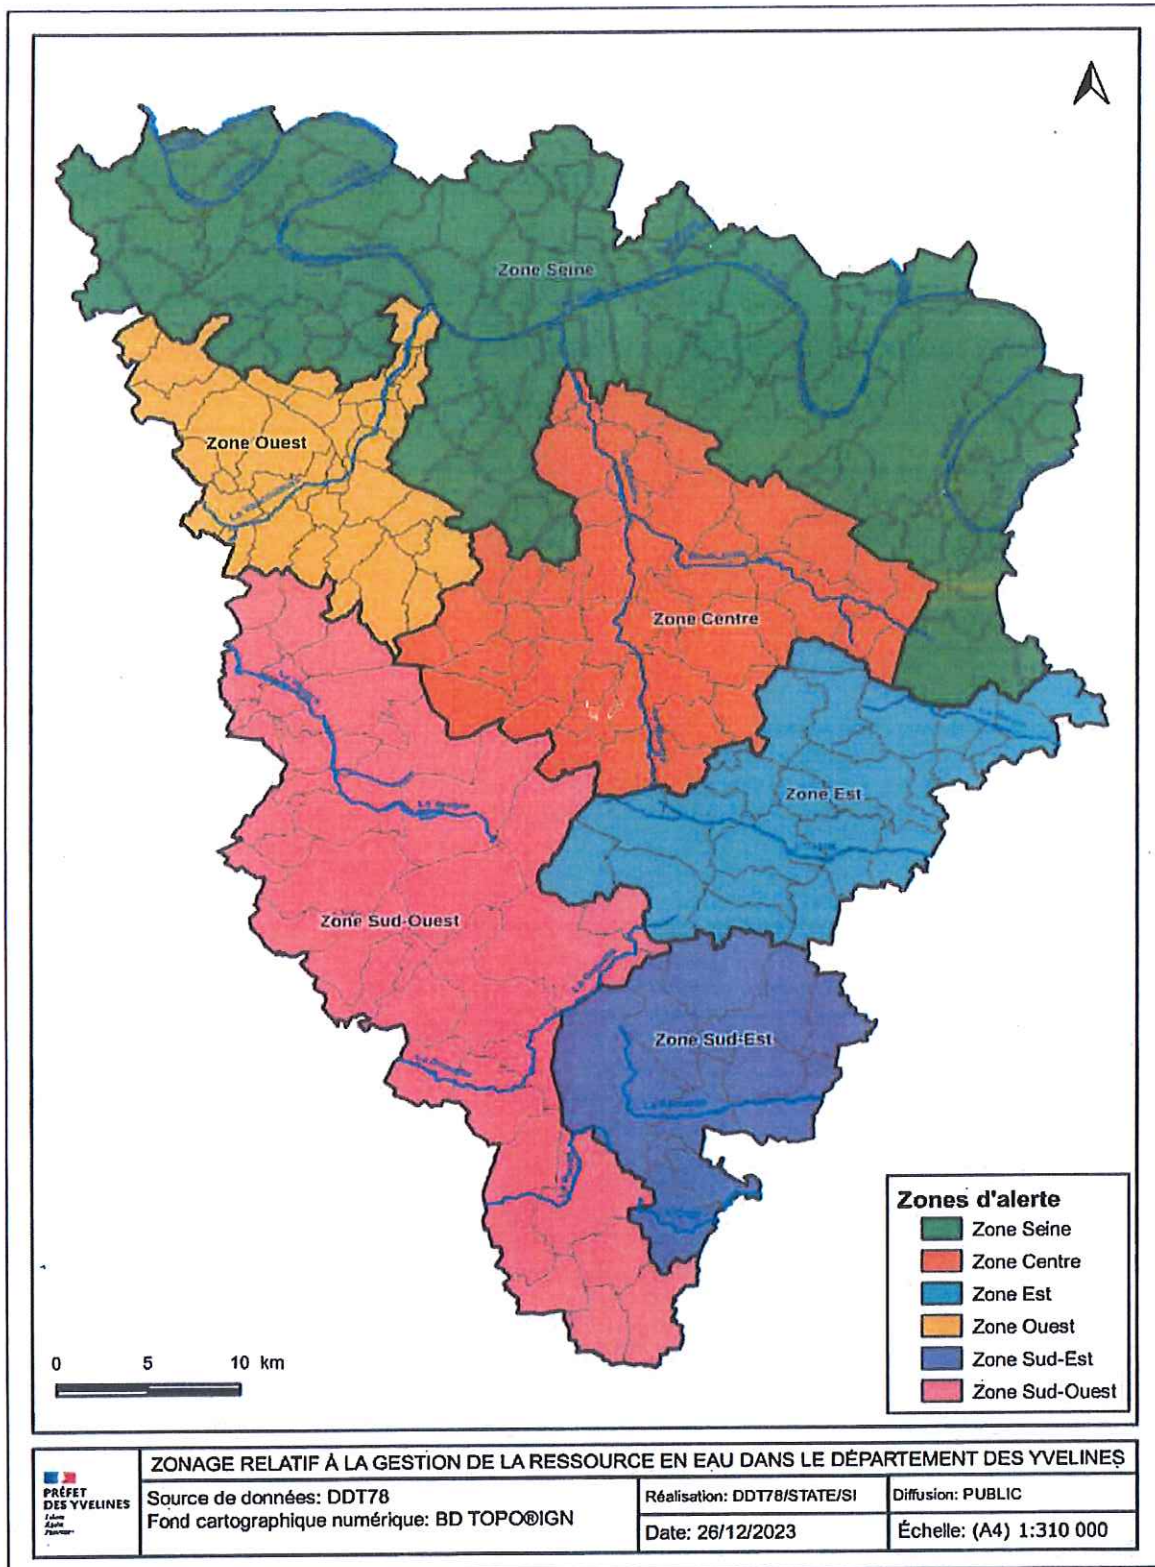 Zone Seine
Zone Ouest
Zone Centre
Zone Est
Zone Sud-Ouest
Zone Sud-Est
Zones d'alerte
Zone Seine
Zone Centre
Zone Est
Zone Ouest
Zone Sud-Est
Zone Sud-Ouest
0 5 10 km
PRÉFET
DES YVELINES
ZONAGE RELATIF À LA GESTION DE LA RESSOURCE EN EAU DANS LE DÉPARTEMENT DES YVELINES
Source de données: DDT78
Fond cartographique numérique: BD TOPO®IGN
Réalisation: DDT78/STATE/SI
Diffusion: PUBLIC
Date: 26/12/2023
Échelle: (A4) 1:310 000